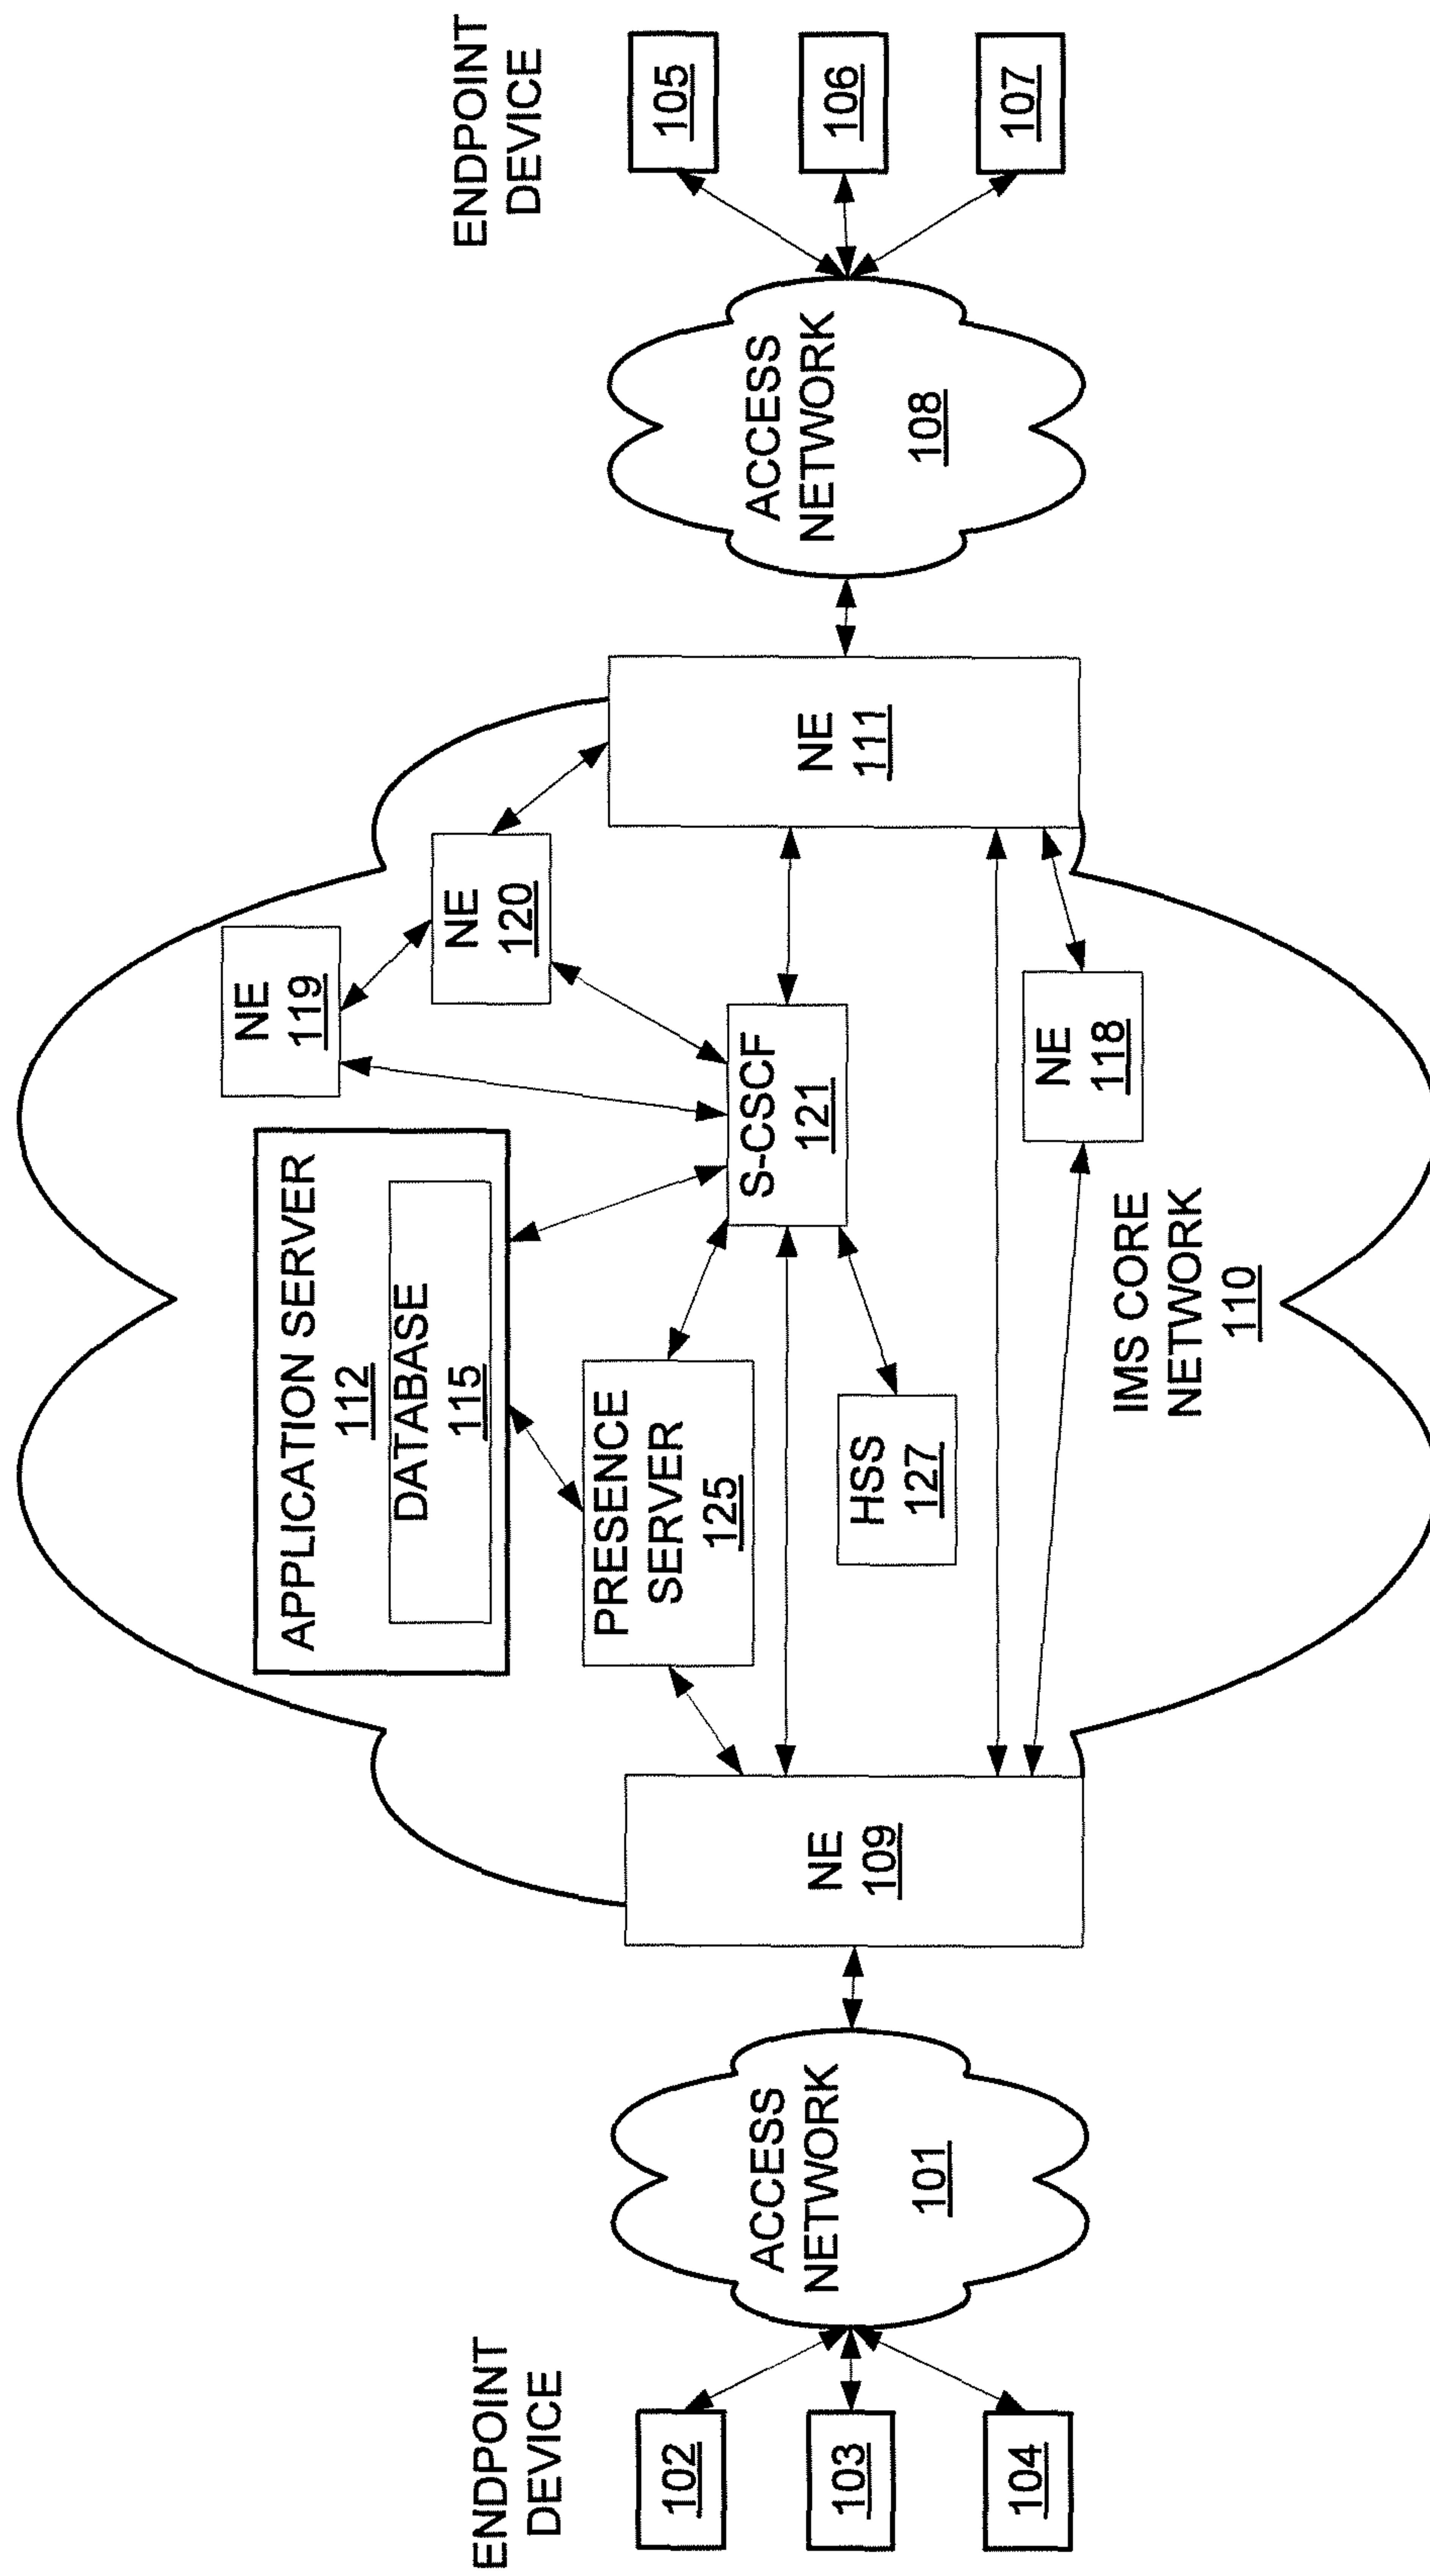 ENDPOINT
DEVICE
102
103
104
ACCESS
NETWORK
101
NE
109
APPLICATION SERVER
112
DATABASE
115
PRESENCE
SERVER
125
HSS
127
S-CSCF
121
NE
119
NE
120
NE
118
IMS CORE
NETWORK
110
NE
111
ACCESS
NETWORK
108
ENDPOINT
DEVICE
105
106
107